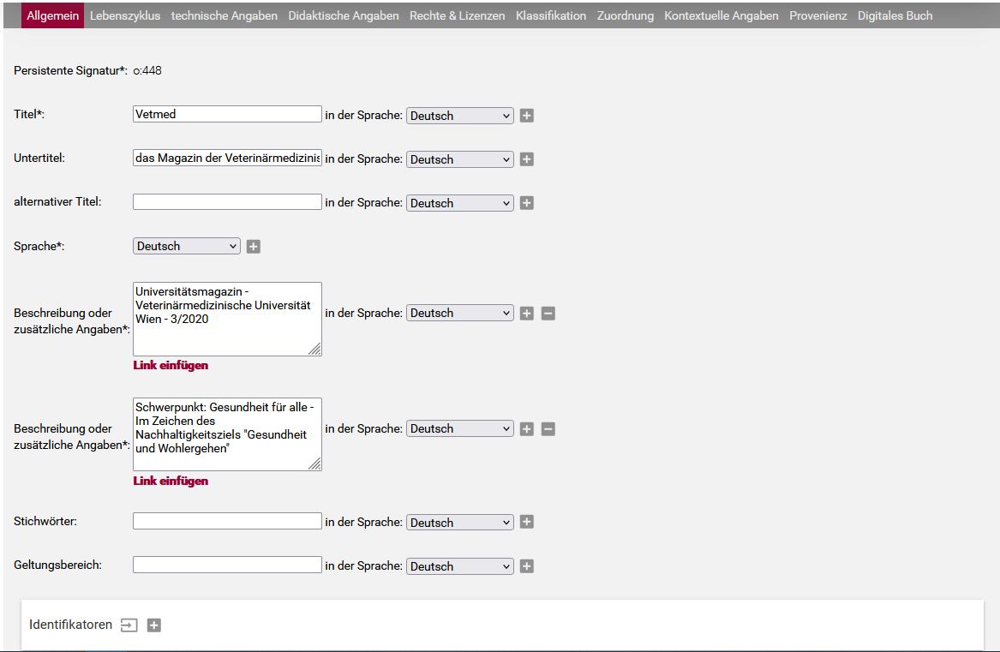 Allgemein Lebenszyklus technische Angaben Didaktische Angaben Rechte & Lizenzen Klassifikation Zuordnung Kontextuelle Angaben Provenienz Digitales Buch
Persistente Signatur*: o:448
Titel*: Vetmed in der Sprache: Deutsch
Untertitel: das Magazin der Veterinärmedizinis in der Sprache: Deutsch
alternativer Titel: in der Sprache: Deutsch
Sprache*: Deutsch
Beschreibung oder
zusätzliche Angaben*:
Universitätsmagazin -
Veterinärmedizinische Universität
Wien - 3/2020
in der Sprache: Deutsch
Link einfügen
Beschreibung oder
zusätzliche Angaben*:
Schwerpunkt: Gesundheit für alle -
Im Zeichen des
Nachhaltigkeitsziels "Gesundheit
und Wohlergehen"
in der Sprache: Deutsch
Link einfügen
Stichwörter: in der Sprache: Deutsch
Geltungsbereich: in der Sprache: Deutsch
Identifikatoren